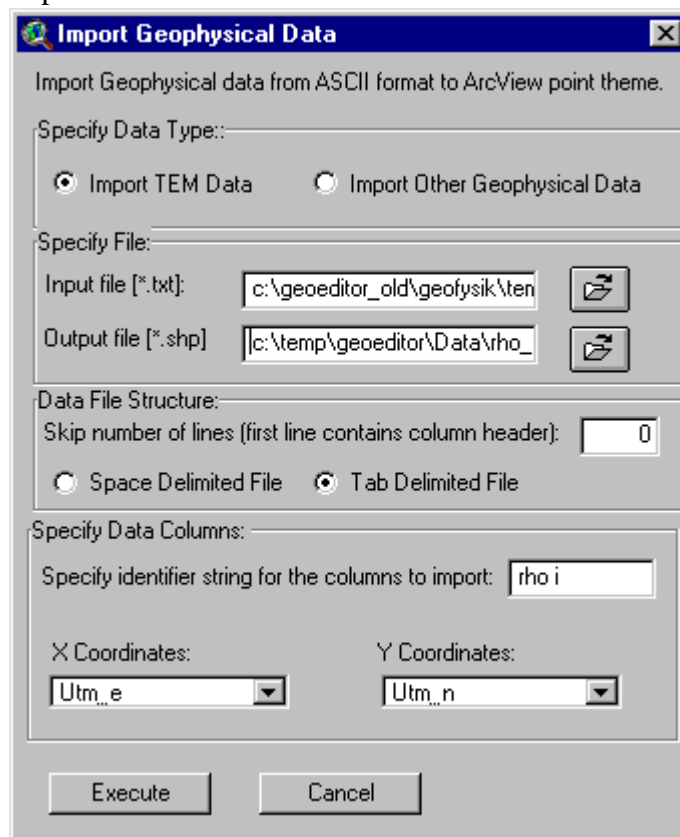 Import Geophysical Data
Import Geophysical data from ASCII format to ArcView point theme.
Specify Data Type::
Import TEM Data Import Other Geophysical Data
Specify File:
Input file [*.txt]: c:\geoeditor_old\geofysik\ten
Output file [*.shp] c:\temp\geoeditor\Data\rho_
Data File Structure:
Skip number of lines (first line contains column header): 0
Space Delimited File Tab Delimited File
Specify Data Columns:
Specify identifier string for the columns to import: rho i
X Coordinates: Y Coordinates:
Utm_e Utm_n
Execute Cancel